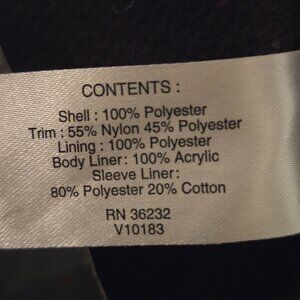 CONTENTS :
Shell : 100% Polyester
Trim : 55% Nylon 45% Polyester
Lining : 100% Polyester
Body Liner: 100% Acrylic
Sleeve Liner:
80% Polyester 20% Cotton
RN 36232
V10183